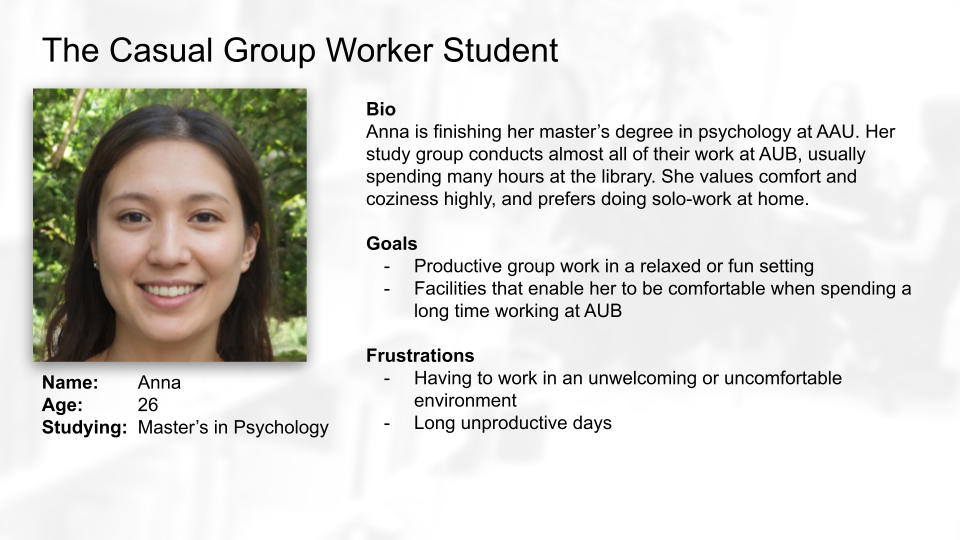 The Casual Group Worker Student
Name: Anna
Age: 26
Studying: Master’s in Psychology
Bio
Anna is finishing her master’s degree in psychology at AAU. Her
study group conducts almost all of their work at AUB, usually
spending many hours at the library. She values comfort and
coziness highly, and prefers doing solo-work at home.
Goals
- Productive group work in a relaxed or fun setting
- Facilities that enable her to be comfortable when spending a
long time working at AUB
Frustrations
- Having to work in an unwelcoming or uncomfortable
environment
- Long unproductive days